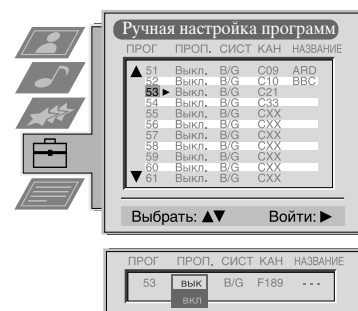 Ручная настройка программ
ПРОГ ПРОП. СИСТ КАН НАЗВАНИЕ
51 Выкл. B/G C09 ARD
52 Выкл. B/G C10 BBC
53 Выкл. B/G C21
54 Выкл. B/G C33
55 Выкл. B/G CXX
56 Выкл. B/G CXX
57 Выкл. B/G CXX
58 Выкл. B/G CXX
59 Выкл. B/G CXX
60 Выкл. B/G CXX
61 Выкл. B/G CXX
Выбрать: ▲▼ Войти: ►
ПРОГ ПРОП. СИСТ КАН НАЗВАНИЕ
53 вык B/G F189 - - -
вкл